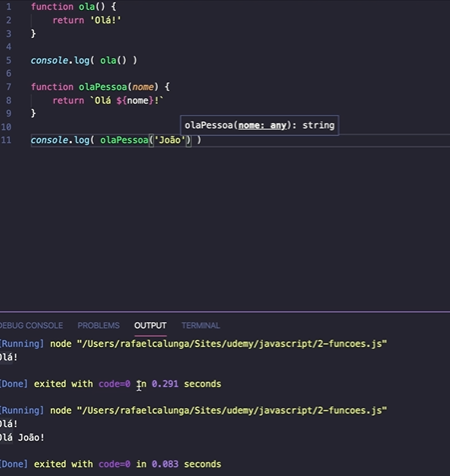 1 function ola() {
2 return 'Olá!'
3 }
4
5 console.log( ola() )
6
7 function olaPessoa(nome) {
8 return `Olá ${nome}!`
9 }
10
olaPessoa(nome: any): string
11 console.log( olaPessoa('João') )
DEBUG CONSOLE PROBLEMS OUTPUT TERMINAL
[Running] node "/Users/rafaelcalunga/Sites/udemy/javascript/2-funcoes.js"
Olá!
[Done] exited with code=0 in 0.291 seconds
[Running] node "/Users/rafaelcalunga/Sites/udemy/javascript/2-funcoes.js"
Olá!
Olá João!
[Done] exited with code=0 in 0.083 seconds